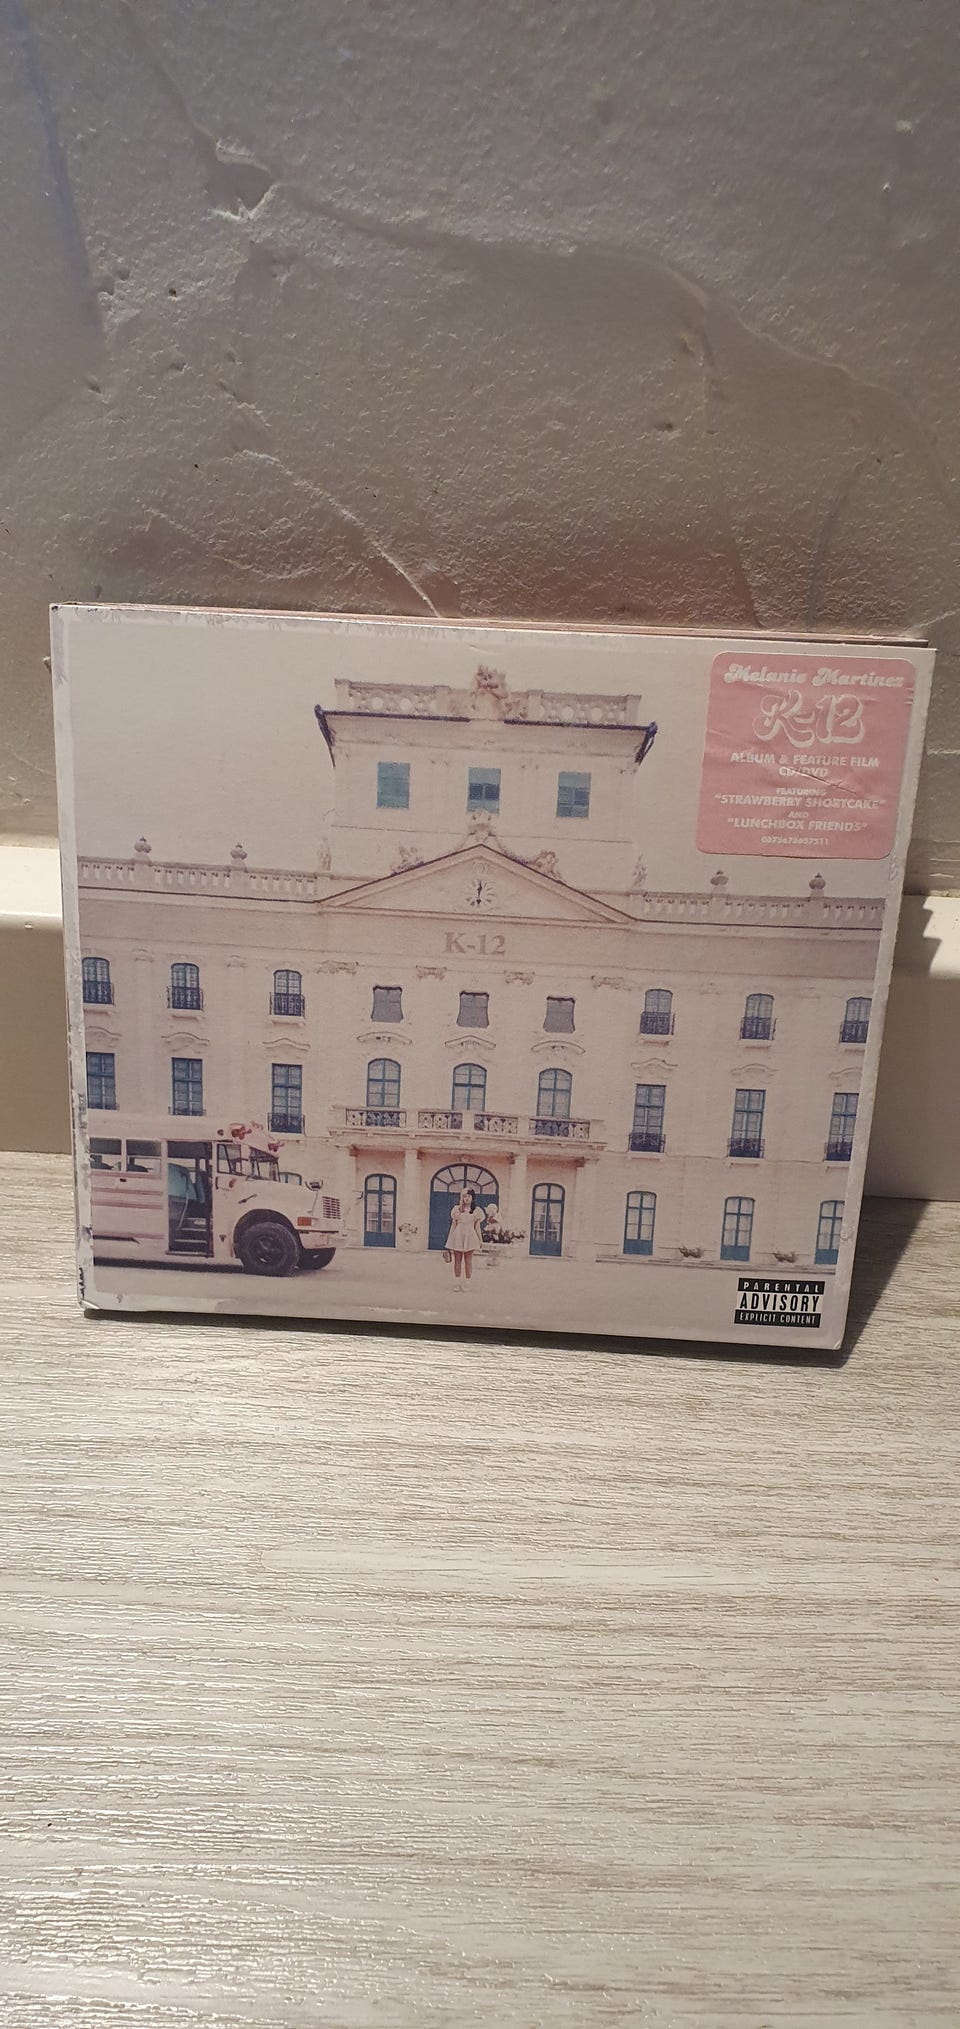 Melanie Martinez
K-12
ALBUM & FEATURE FILM
CD/DVD
FEATURING
"STRAWBERRY SHORTCAKE"
AND
"LUNCHBOX FRIENDS"
K-12
PARENTAL
ADVISORY
EXPLICIT CONTENT